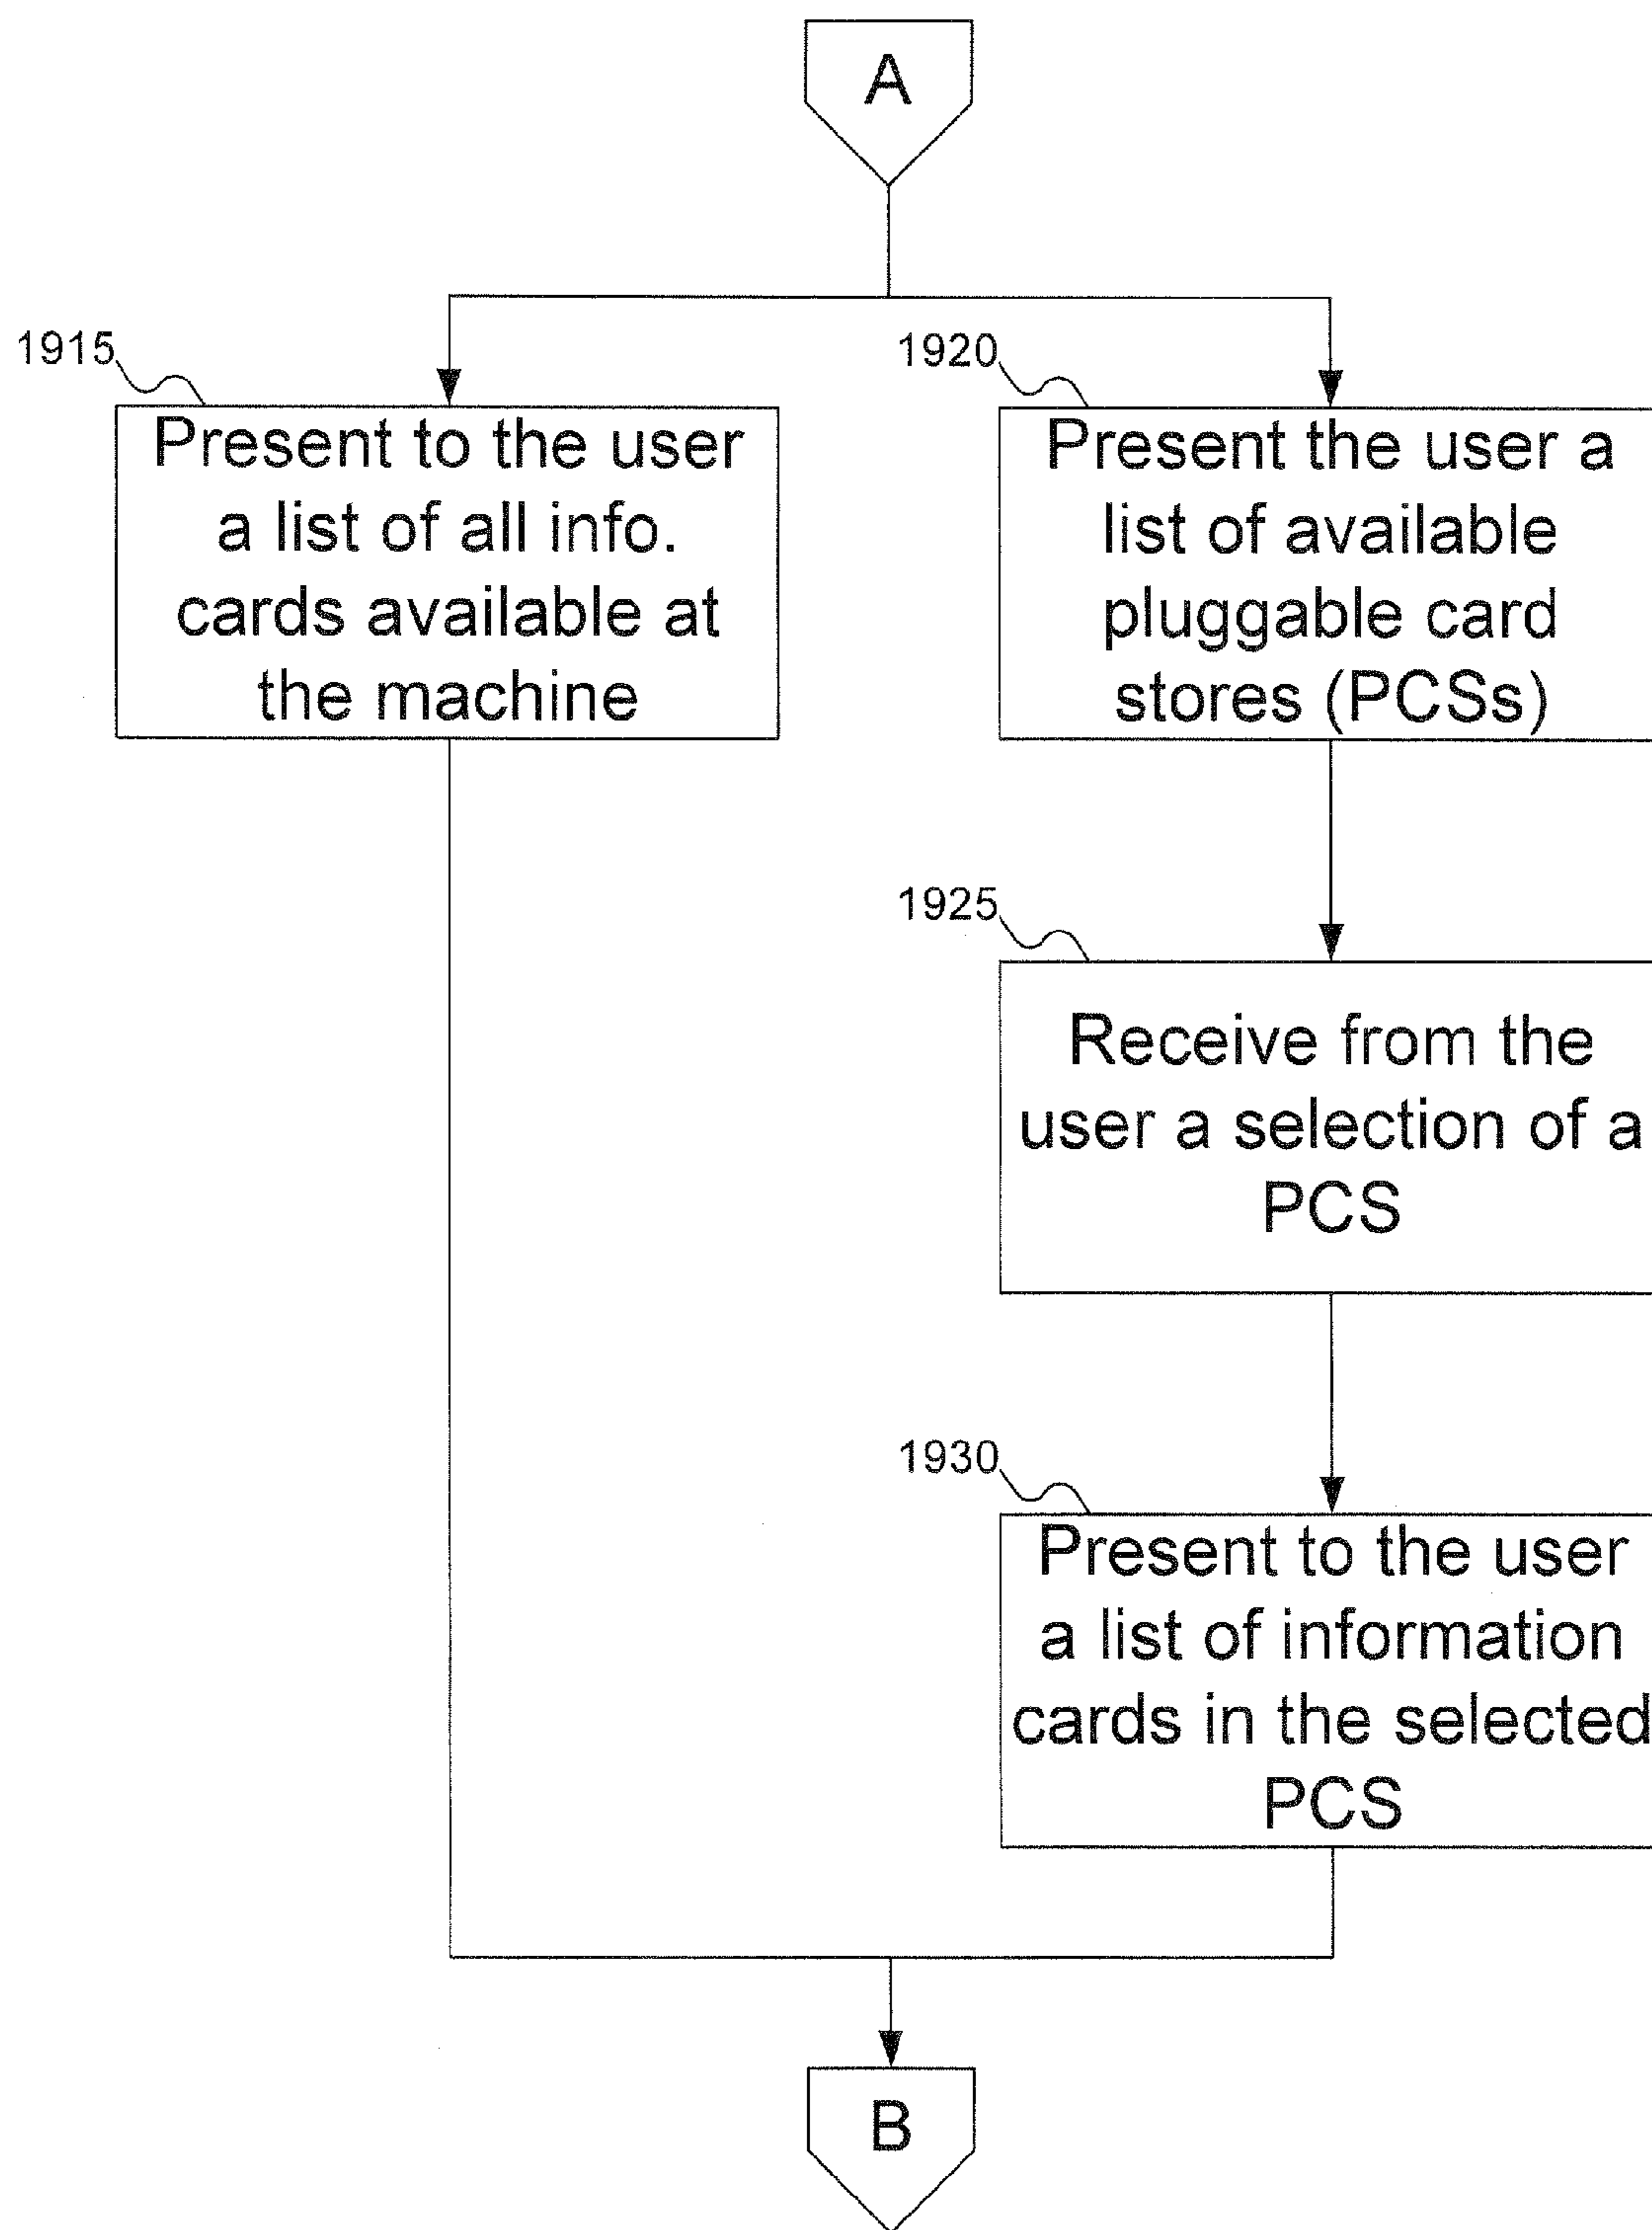 A
1915
Present to the user
a list of all info.
cards available at
the machine
1920
Present the user a
list of available
pluggable card
stores (PCSs)
1925
Receive from the
user a selection of a
PCS
1930
Present to the user
a list of information
cards in the selected
PCS
B